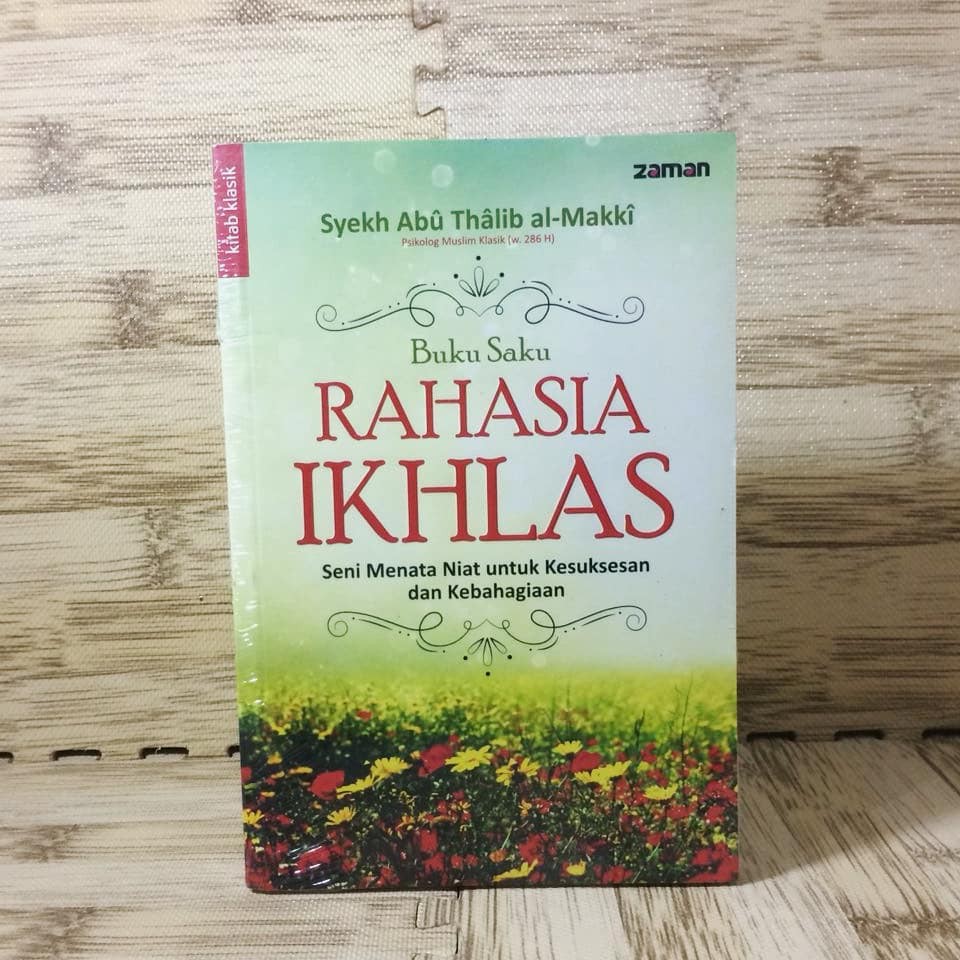 kitab klasik
zaman
Syekh Abû Thâlib al-Makkî
Psikolog Muslim Klasik (w. 286 H)
Buku Saku
RAHASIA
IKHLAS
Seni Menata Niat untuk Kesuksesan
dan Kebahagiaan